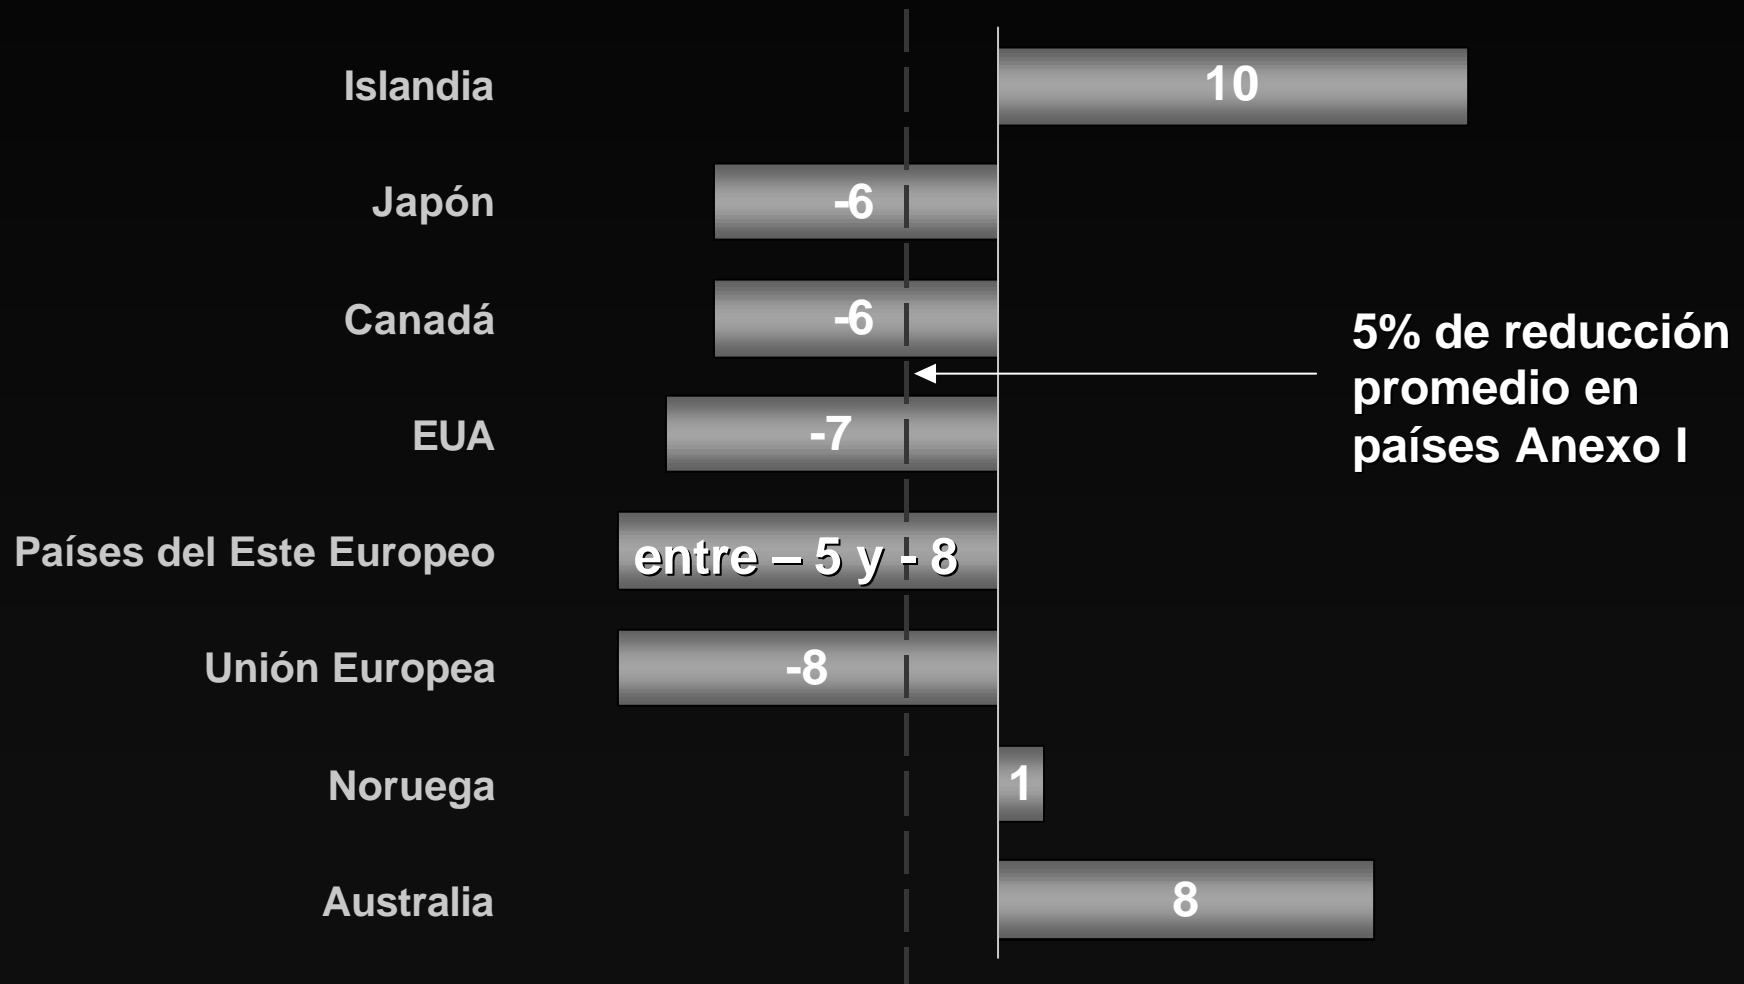 Islandia
10
Japón
-6
Canadá
-6
5% de reducción
promedio en
países Anexo I
EUA
-7
Países del Este Europeo
entre – 5 y - 8
Unión Europea
-8
Noruega
1
Australia
8